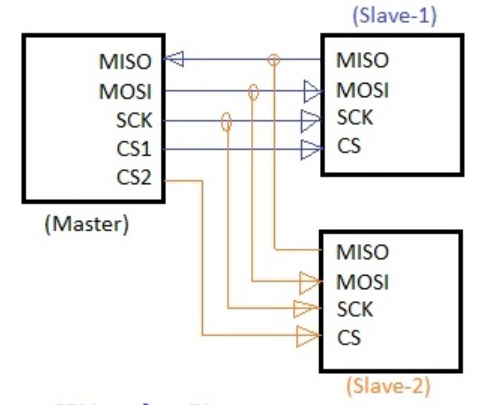 (Slave-1)
MISO
MOSI
SCK
CS1
CS2
(Master)
MISO
MOSI
SCK
CS
MISO
MOSI
SCK
CS
(Slave-2)